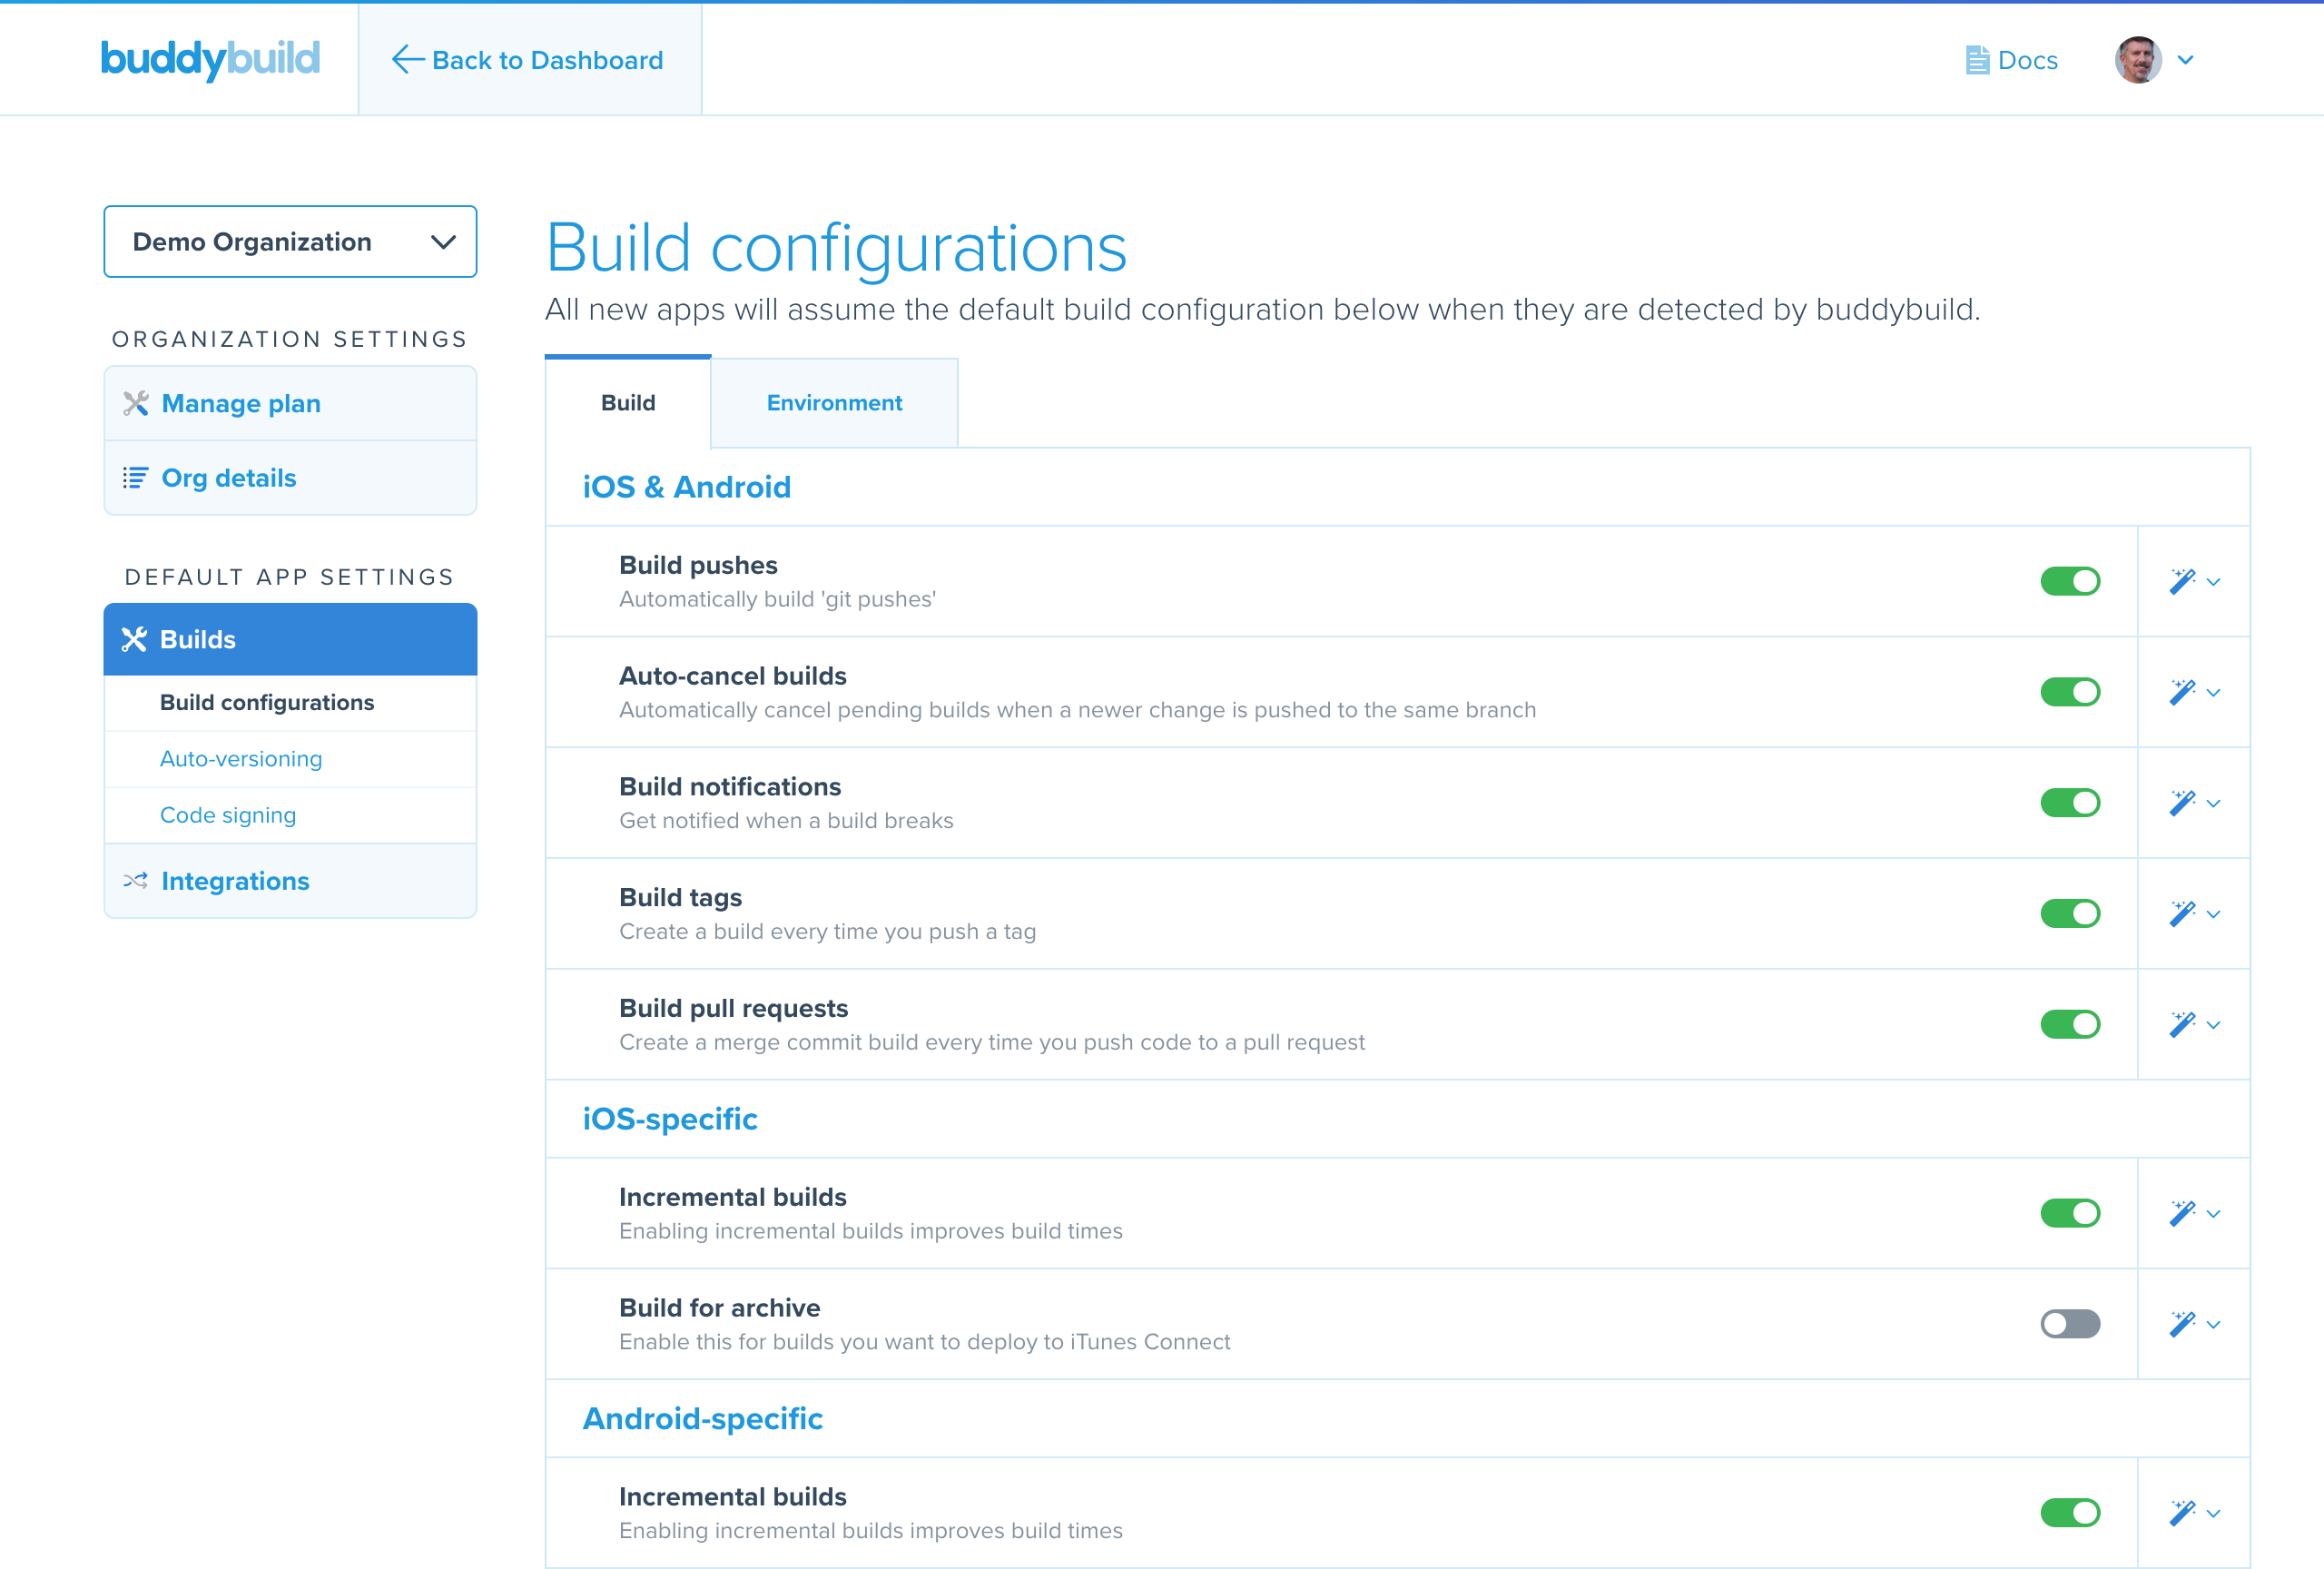 buddybuild
Back to Dashboard
Docs
Demo Organization
ORGANIZATION SETTINGS
Manage plan
Org details
DEFAULT APP SETTINGS
Builds
Build configurations
Auto-versioning
Code signing
Integrations
Build configurations
All new apps will assume the default build configuration below when they are detected by buddybuild.
Build
Environment
iOS & Android
Build pushes
Automatically build 'git pushes'
Auto-cancel builds
Automatically cancel pending builds when a newer change is pushed to the same branch
Build notifications
Get notified when a build breaks
Build tags
Create a build every time you push a tag
Build pull requests
Create a merge commit build every time you push code to a pull request
iOS-specific
Incremental builds
Enabling incremental builds improves build times
Build for archive
Enable this for builds you want to deploy to iTunes Connect
Android-specific
Incremental builds
Enabling incremental builds improves build times